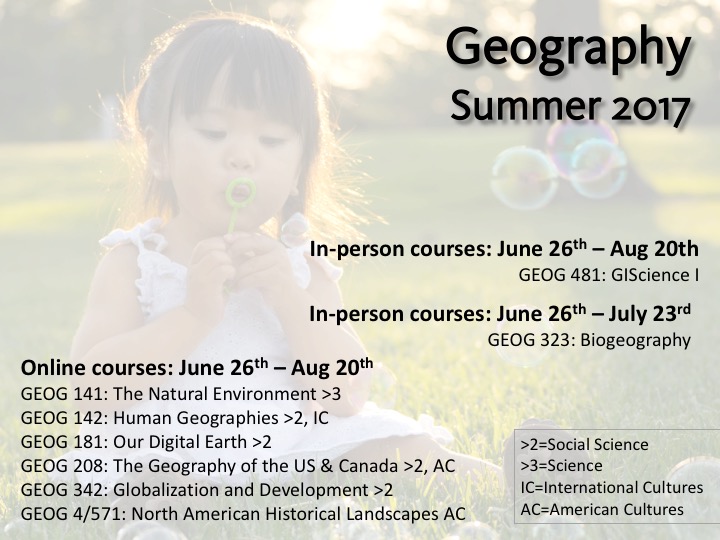 Geography
Summer 2017
In-person courses: June 26th – Aug 20th
GEOG 481: GIScience I
In-person courses: June 26th – July 23rd
GEOG 323: Biogeography
Online courses: June 26th – Aug 20th
GEOG 141: The Natural Environment >3
GEOG 142: Human Geographies >2, IC
GEOG 181: Our Digital Earth >2
GEOG 208: The Geography of the US & Canada >2, AC
GEOG 342: Globalization and Development >2
GEOG 4/571: North American Historical Landscapes AC
>2=Social Science
>3=Science
IC=International Cultures
AC=American Cultures